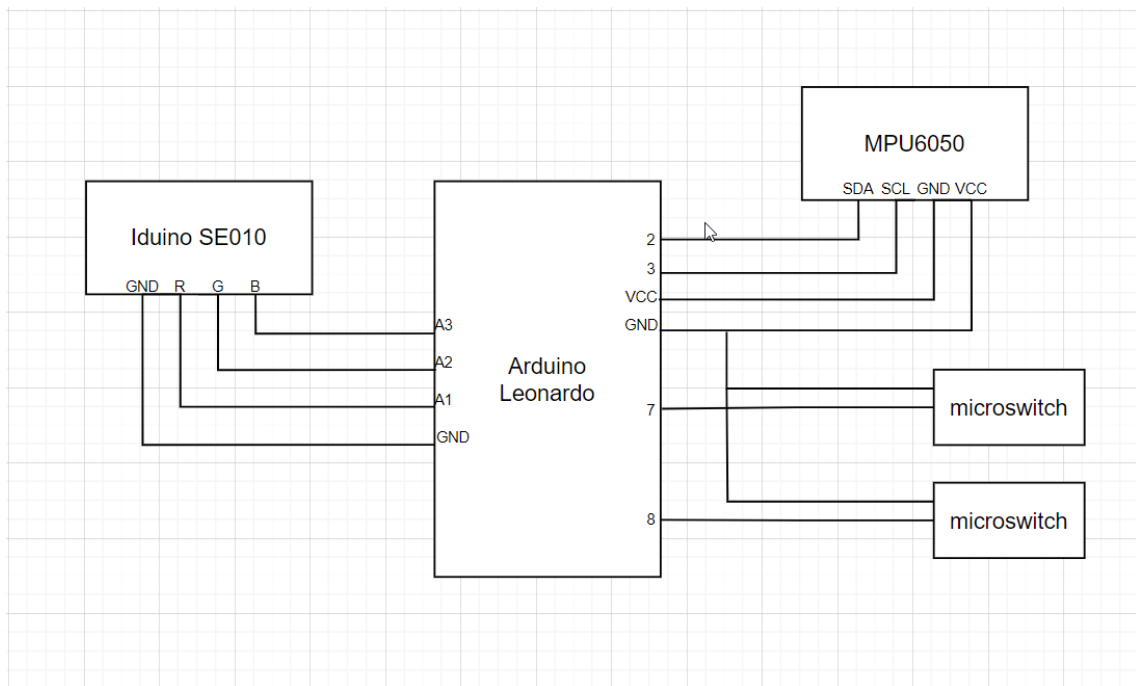 MPU6050
SDA SCL GND VCC
Iduino SE010
GND R G B
2
3
VCC
GND
A3
A2
A1
GND
Arduino
Leonardo
7
microswitch
8
microswitch